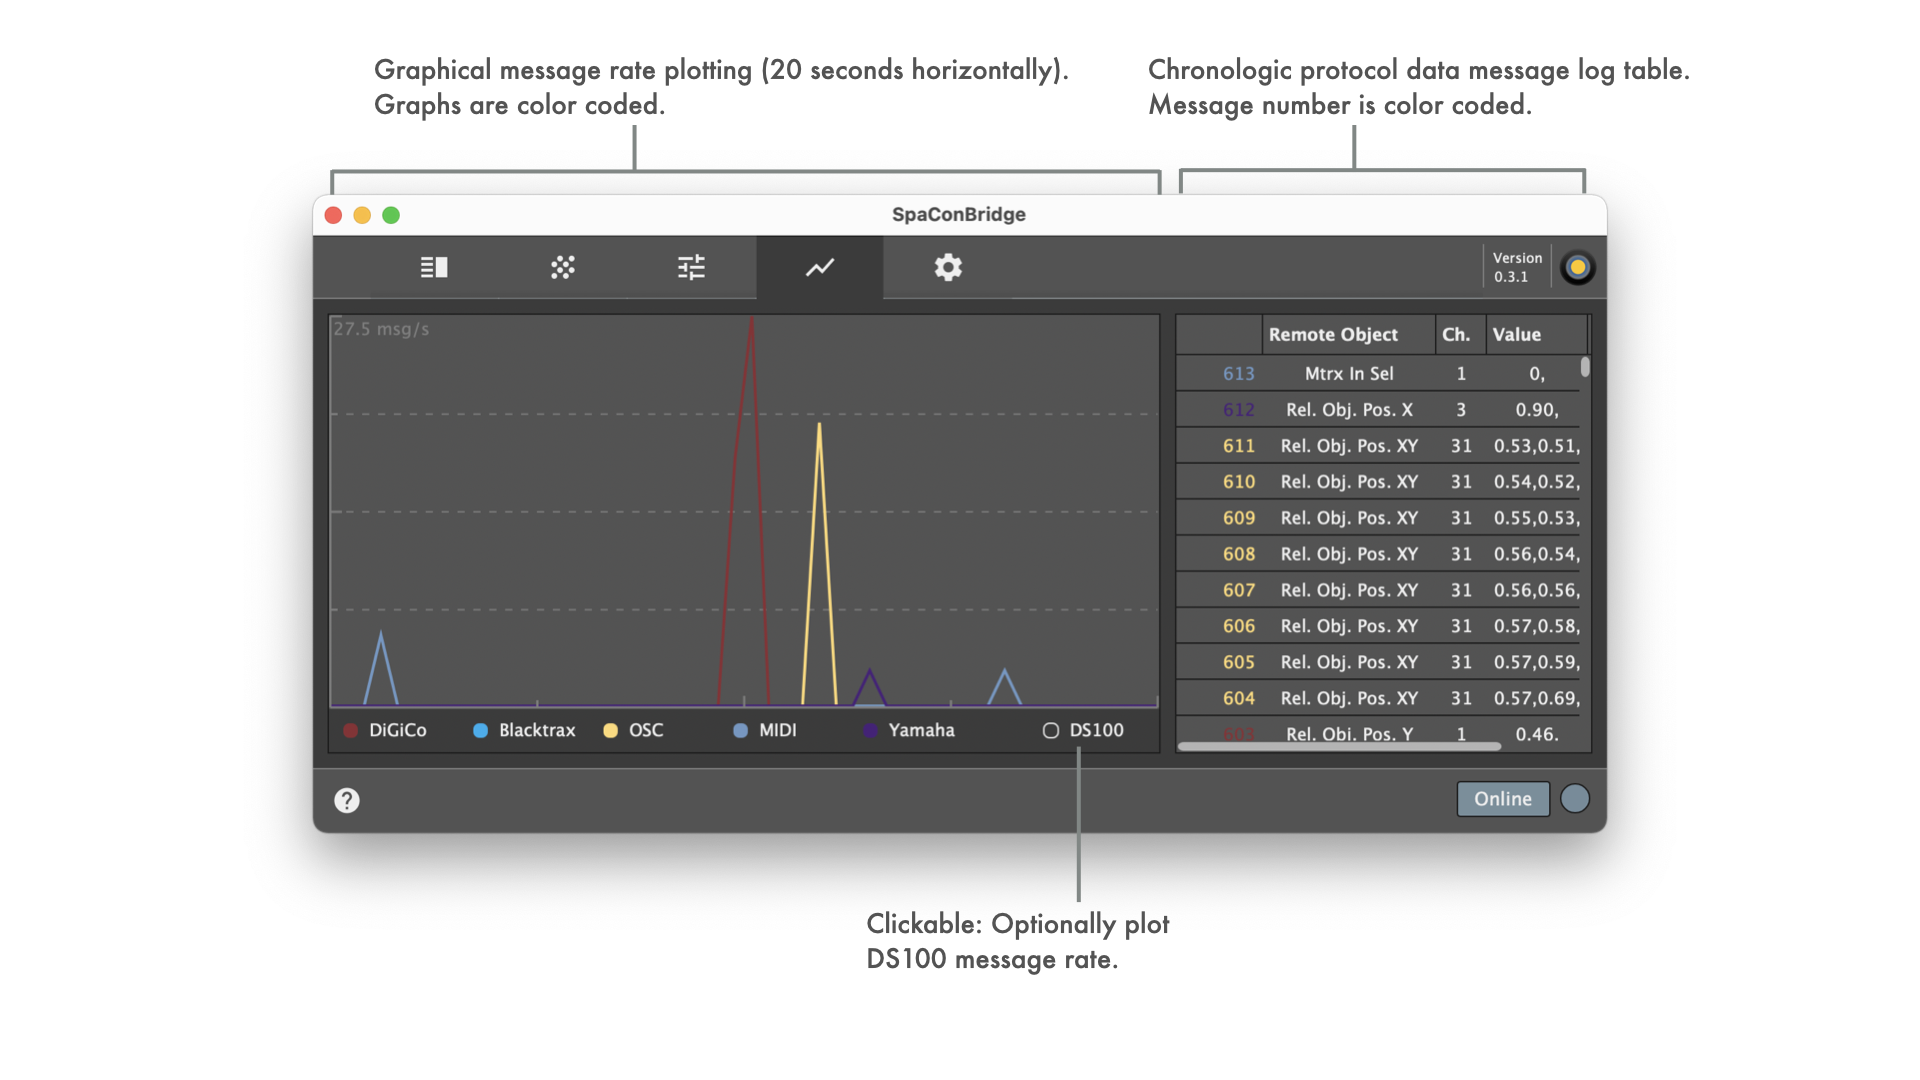 Graphical message rate plotting (20 seconds horizontally).
Graphs are color coded.
Chronologic protocol data message log table.
Message number is color coded.
SpaConBridge
Version
0.3.1
27.5 msg/s
DiGiCo
Blacktrax
OSC
MIDI
Yamaha
DS100
Remote Object Ch. Value
613 Mtrx In Sel 1 0,
612 Rel. Obj. Pos. X 3 0.90,
611 Rel. Obj. Pos. XY 31 0.53,0.51,
610 Rel. Obj. Pos. XY 31 0.54,0.52,
609 Rel. Obj. Pos. XY 31 0.55,0.53,
608 Rel. Obj. Pos. XY 31 0.56,0.54,
607 Rel. Obj. Pos. XY 31 0.56,0.56,
606 Rel. Obj. Pos. XY 31 0.57,0.58,
605 Rel. Obj. Pos. XY 31 0.57,0.59,
604 Rel. Obj. Pos. XY 31 0.57,0.69,
603 Rel. Obj. Pos. Y 1 0.46,
?
Online
Clickable: Optionally plot
DS100 message rate.